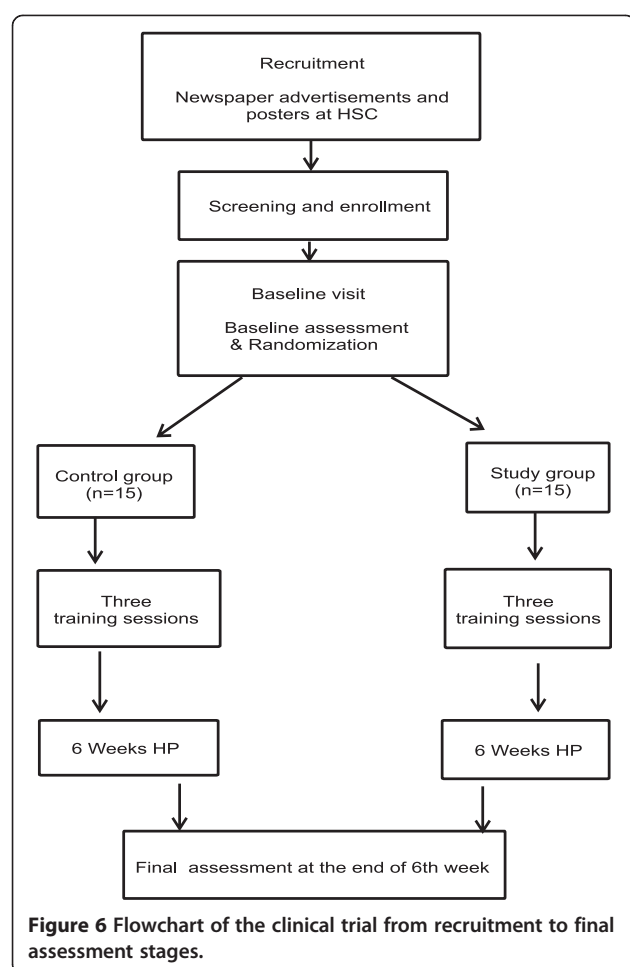 Recruitment
Newspaper advertisements and
posters at HSC
Screening and enrollment
Baseline visit
Baseline assessment
& Randomization
Control group
(n=15)
Study group
(n=15)
Three
training sessions
Three
training sessions
6 Weeks HP
6 Weeks HP
Final assessment at the end of 6th week
Figure 6 Flowchart of the clinical trial from recruitment to final
assessment stages.